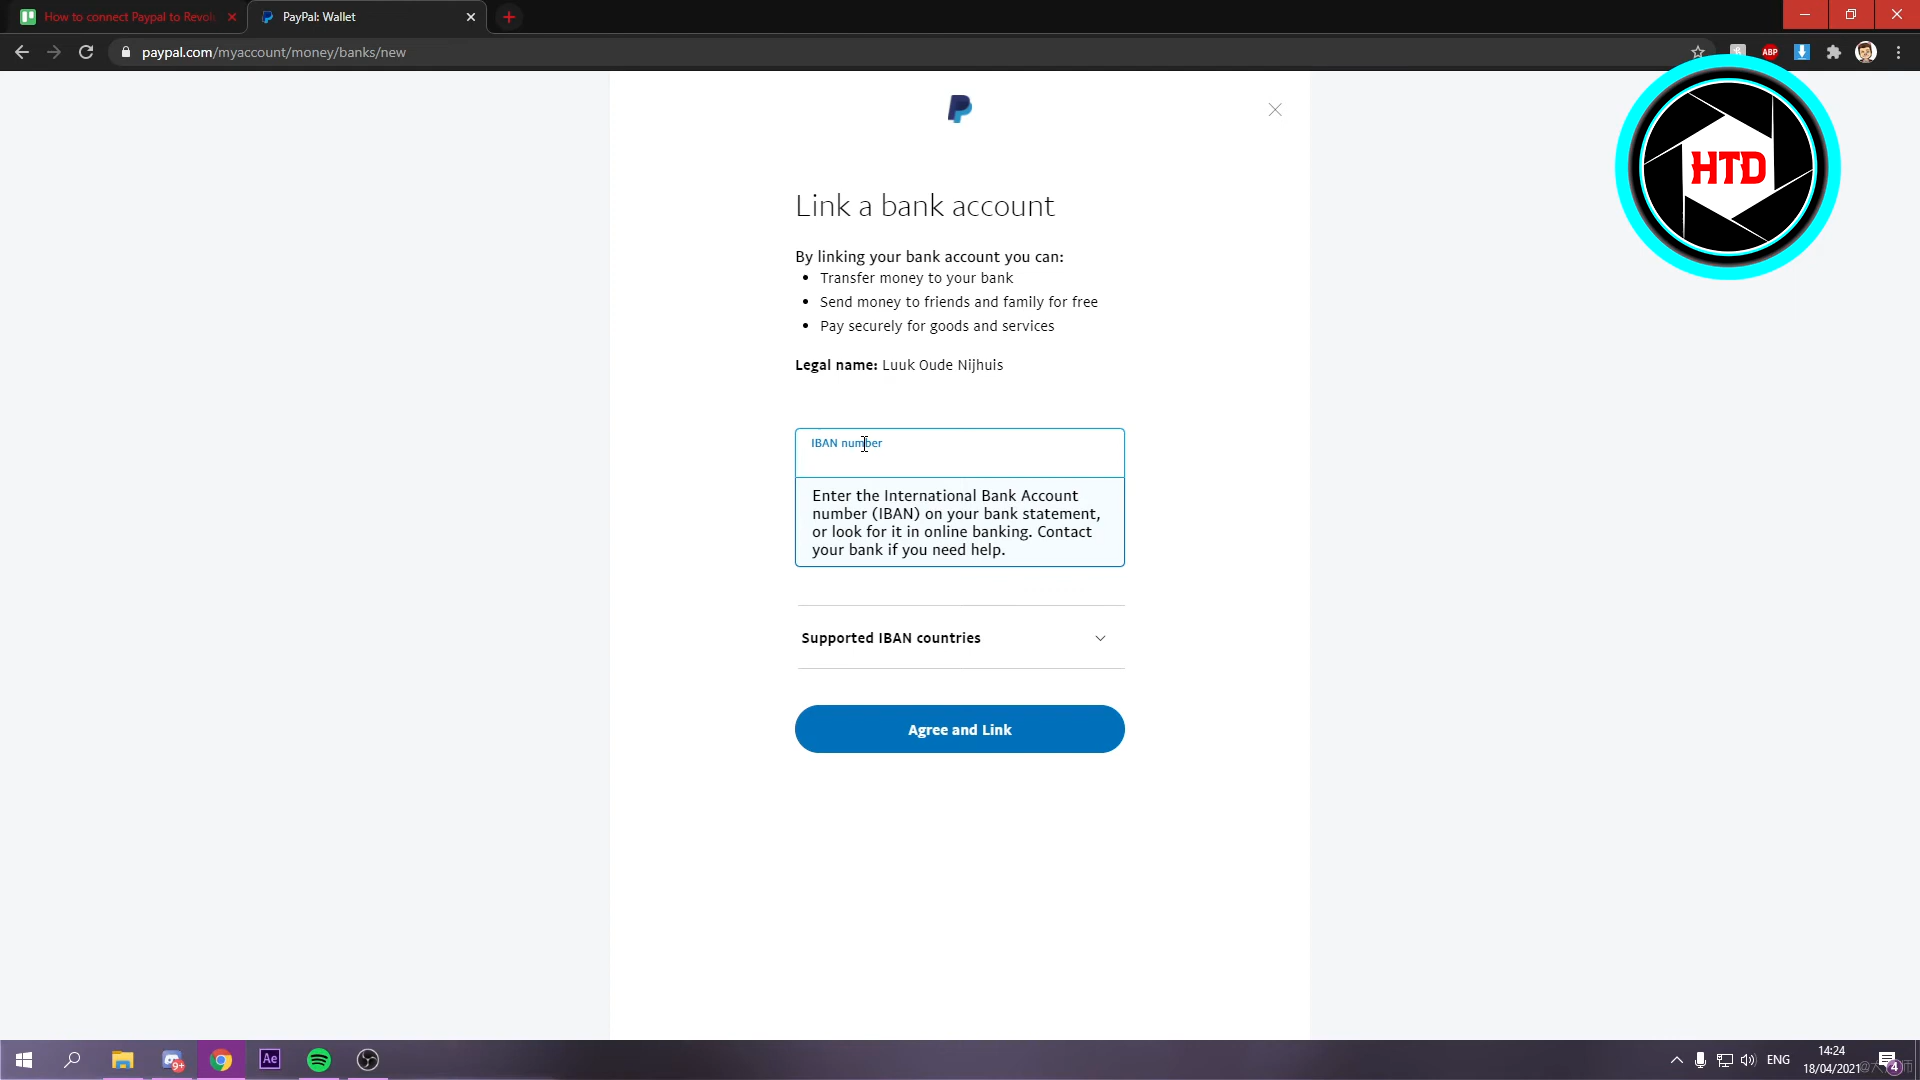 How to connect Paypal to Revol
PayPal: Wallet
paypal.com/myaccount/money/banks/new
ABP
HTD
Link a bank account
By linking your bank account you can:
Transfer money to your bank
Send money to friends and family for free
Pay securely for goods and services
Legal name: Luuk Oude Nijhuis
IBAN number
Enter the International Bank Account
number (IBAN) on your bank statement,
or look for it in online banking. Contact
your bank if you need help.
Supported IBAN countries
Agree and Link
9+
Ae
ENG
14:24
18/04/2021
4